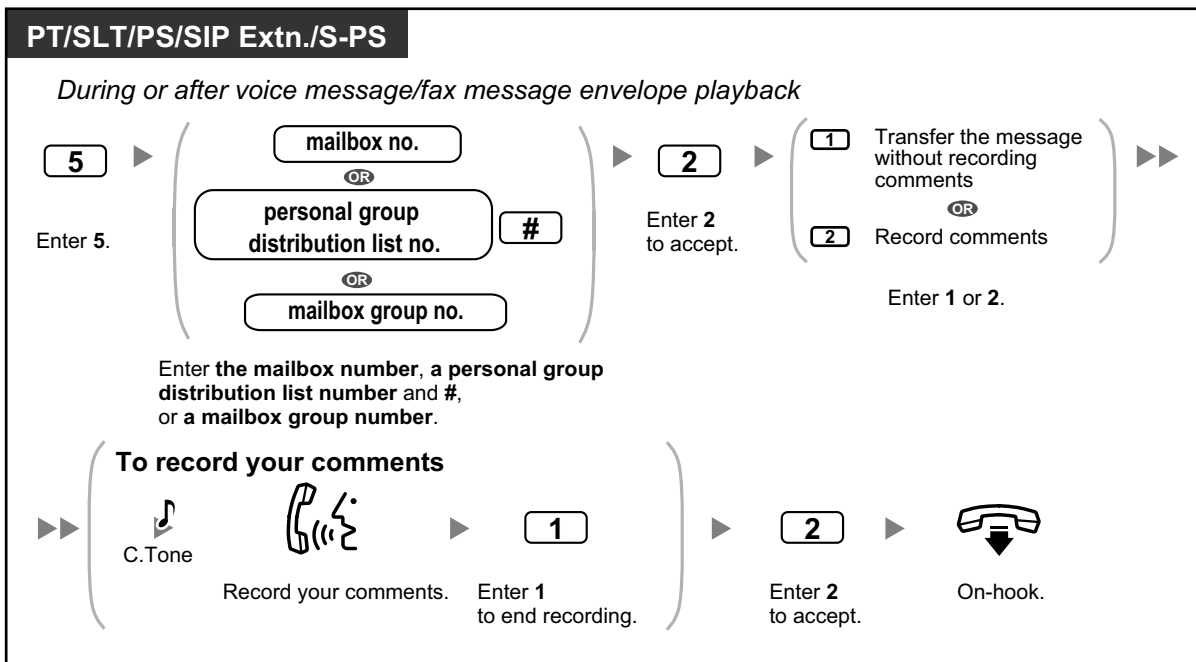 PT/SLT/PS/SIP Extn./S-PS
During or after voice message/fax message envelope playback
5
Enter 5.
mailbox no.
OR
personal group
distribution list no.
#
OR
mailbox group no.
Enter the mailbox number, a personal group
distribution list number and #,
or a mailbox group number.
2
Enter 2
to accept.
1 Transfer the message
without recording
comments
OR
2 Record comments
Enter 1 or 2.
To record your comments
C.Tone
Record your comments.
1
Enter 1
to end recording.
2
Enter 2
to accept.
On-hook.